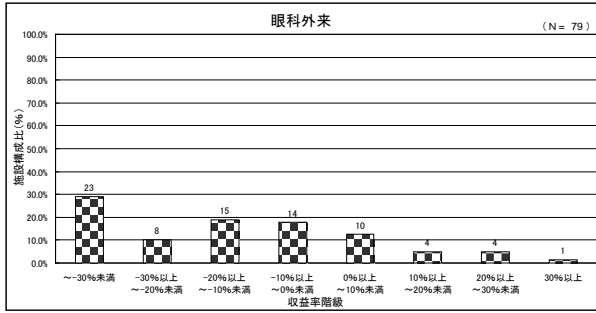 眼科外来
（N= 79）
施設構成比(%)
100.0%
90.0%
80.0%
70.0%
60.0%
50.0%
40.0%
30.0%
20.0%
10.0%
0.0%
23
8
15
14
10
4
4
1
～-30%未満
-30%以上
～-20%未満
-20%以上
～-10%未満
-10%以上
～0%未満
0%以上
～10%未満
10%以上
～20%未満
20%以上
～30%未満
30%以上
収益率階級